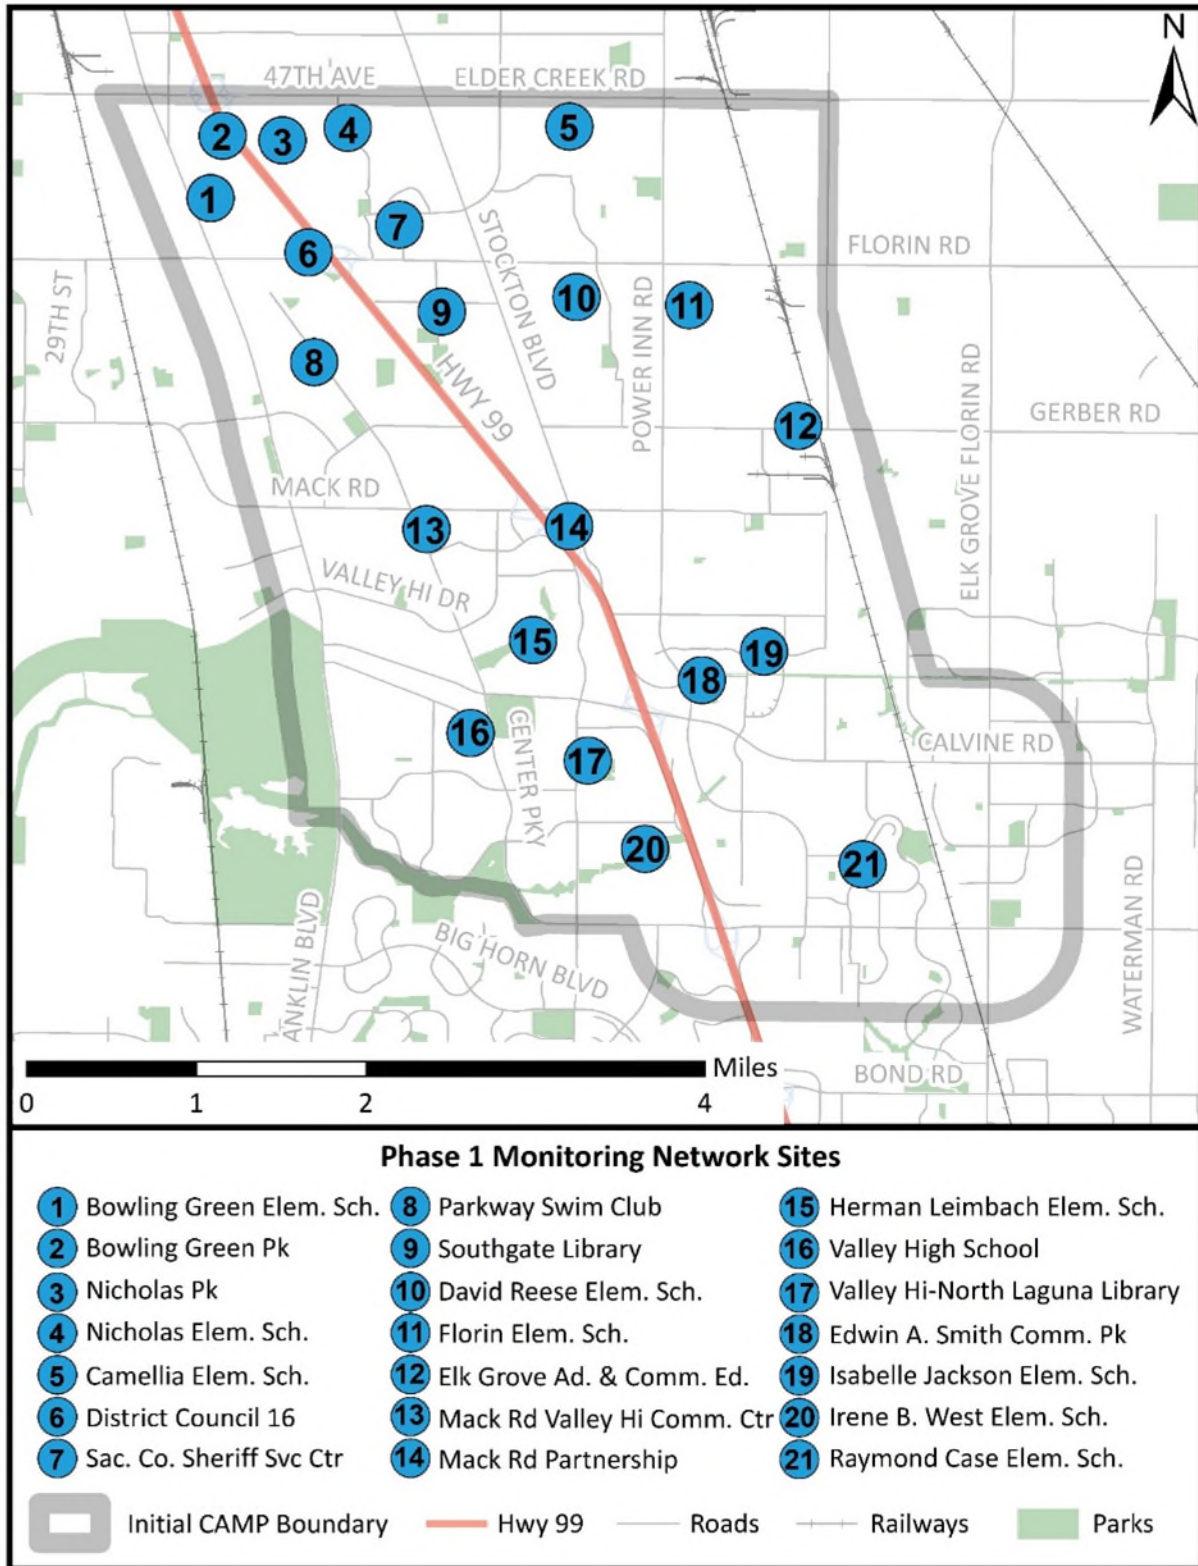 N
47TH AVE
ELDER CREEK RD
2
3
4
5
1
7
STOCKTON BLVD
6
FLORIN RD
29TH ST
9
10
POWER INN RD
11
8
HWY 99
ELK GROVE FLORIN RD
GERBER RD
12
MACK RD
13
14
VALLEY HI DR
15
19
18
16
CENTER PKY
17
CALVINE RD
20
21
ANKLIN BLVD
BIG HORN BLVD
WATERMAN RD
BOND RD
Miles
0 1 2 4
Phase 1 Monitoring Network Sites
1 Bowling Green Elem. Sch.
2 Bowling Green Pk
3 Nicholas Pk
4 Nicholas Elem. Sch.
5 Camellia Elem. Sch.
6 District Council 16
7 Sac. Co. Sheriff Svc Ctr
8 Parkway Swim Club
9 Southgate Library
10 David Reese Elem. Sch.
11 Florin Elem. Sch.
12 Elk Grove Ad. & Comm. Ed.
13 Mack Rd Valley Hi Comm. Ctr
14 Mack Rd Partnership
15 Herman Leimbach Elem. Sch.
16 Valley High School
17 Valley Hi-North Laguna Library
18 Edwin A. Smith Comm. Pk
19 Isabelle Jackson Elem. Sch.
20 Irene B. West Elem. Sch.
21 Raymond Case Elem. Sch.
Initial CAMP Boundary
Hwy 99
Roads
Railways
Parks